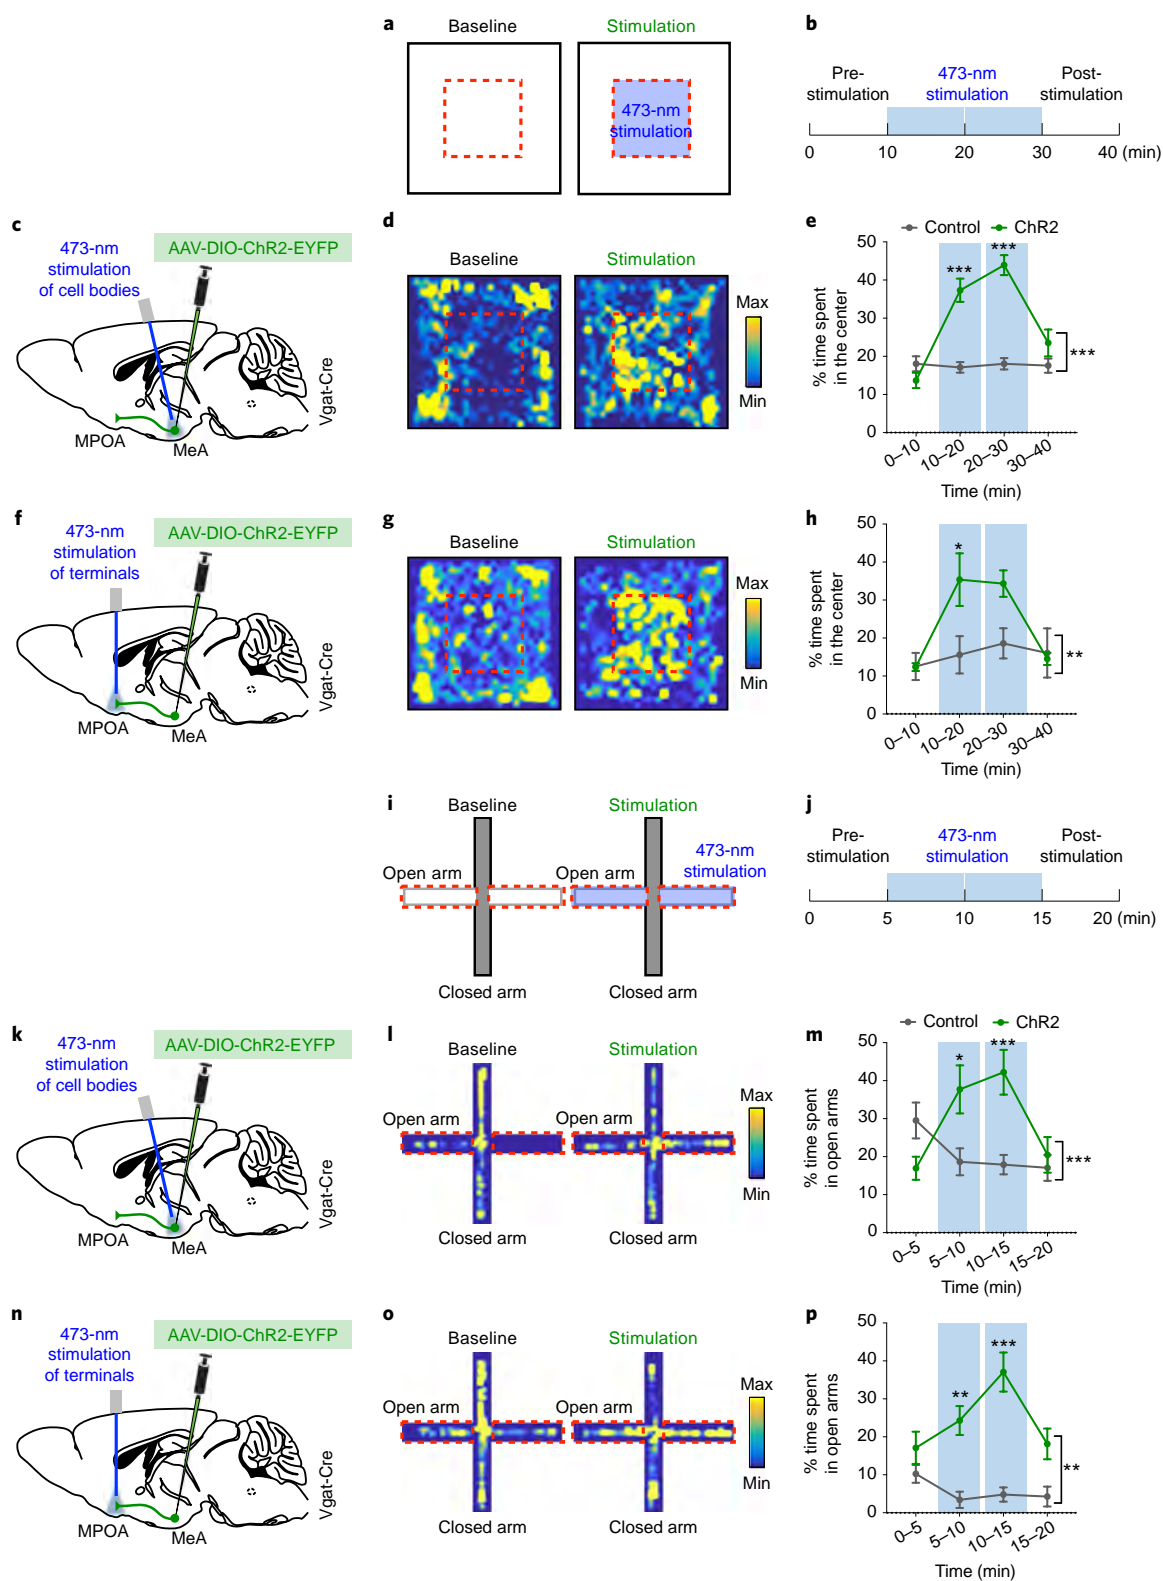 a
Baseline
Stimulation
473-nm
stimulation
b
Pre-
stimulation
473-nm
stimulation
Post-
stimulation
0
10
20
30
40 (min)
c
473-nm
stimulation
of cell bodies
AAV-DIO-ChR2-EYFP
MPOA
MeA
Vgat-Cre
d
Baseline
Stimulation
Max
Min
e
Control
ChR2
% time spent
in the center
50
40
30
20
10
0
***
***
***
0–10
10–20
20–30
30–40
Time (min)
f
473-nm
stimulation
of terminals
AAV-DIO-ChR2-EYFP
MPOA
MeA
Vgat-Cre
g
Baseline
Stimulation
Max
Min
h
% time spent
in the center
50
40
30
20
10
0
*
**
0–10
10–20
20–30
30–40
Time (min)
i
Baseline
Stimulation
Open arm
Open arm
473-nm
stimulation
Closed arm
Closed arm
j
Pre-
stimulation
473-nm
stimulation
Post-
stimulation
0
5
10
15
20 (min)
k
473-nm
stimulation
of cell bodies
AAV-DIO-ChR2-EYFP
MPOA
MeA
Vgat-Cre
l
Baseline
Stimulation
Open arm
Open arm
Closed arm
Closed arm
Max
Min
m
Control
ChR2
% time spent
in open arms
50
40
30
20
10
0
*
***
***
0–5
5–10
10–15
15–20
Time (min)
n
473-nm
stimulation
of terminals
AAV-DIO-ChR2-EYFP
MPOA
MeA
Vgat-Cre
o
Baseline
Stimulation
Open arm
Open arm
Closed arm
Closed arm
Max
Min
p
% time spent
in open arms
50
40
30
20
10
0
**
***
**
0–5
5–10
10–15
15–20
Time (min)